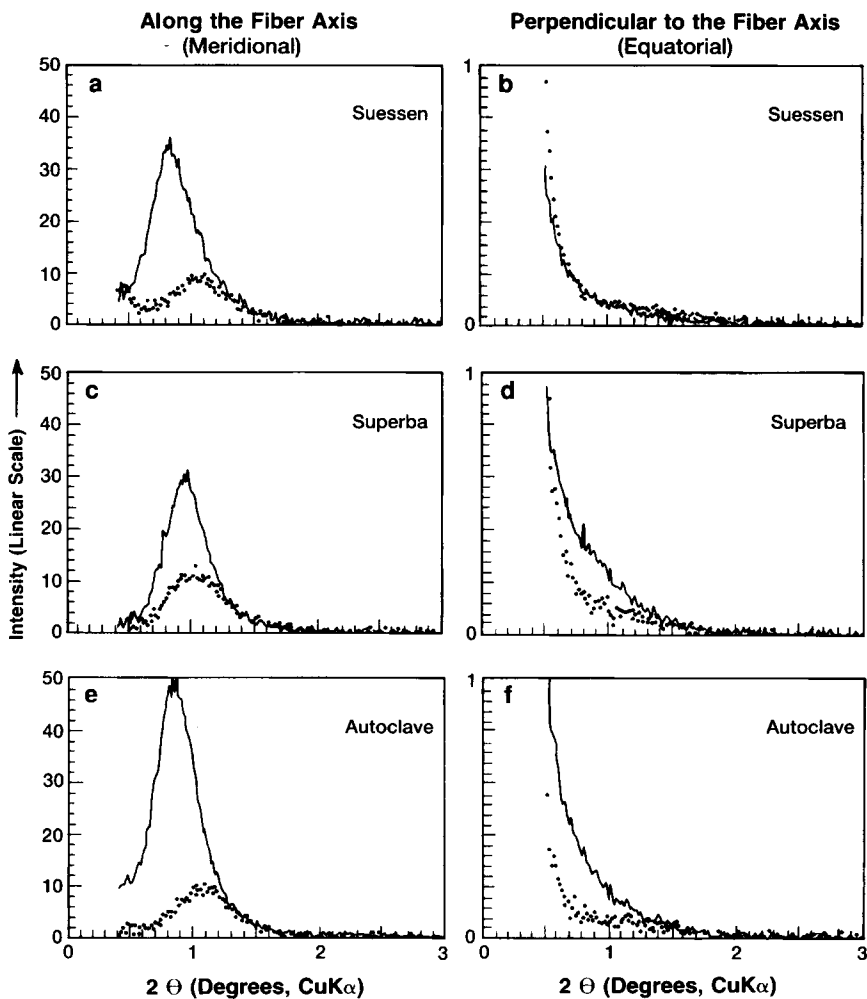 Along the Fiber Axis
(Meridional)
Perpendicular to the Fiber Axis
(Equatorial)
50
a
Suessen
40
30
20
10
0
1
b
Suessen
0
50
c
Superba
40
30
20
10
0
1
d
Superba
0
50
e
Autoclave
40
30
20
10
0
0
1
2
3
1
f
Autoclave
0
0
1
2
3
Intensity (Linear Scale)
2 Θ (Degrees, CuKα)
2 Θ (Degrees, CuKα)